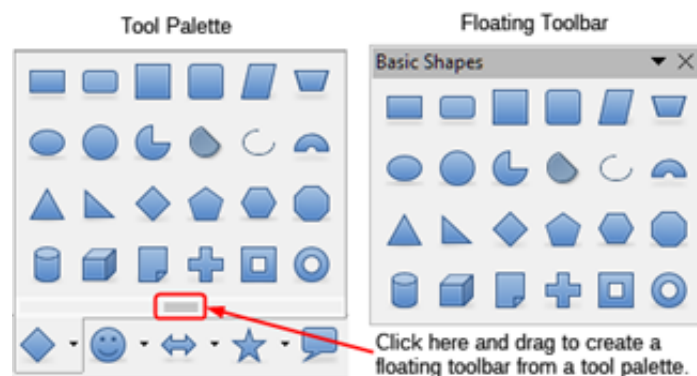 Tool Palette
Floating Toolbar
Basic Shapes
Click here and drag to create a
floating toolbar from a tool palette.